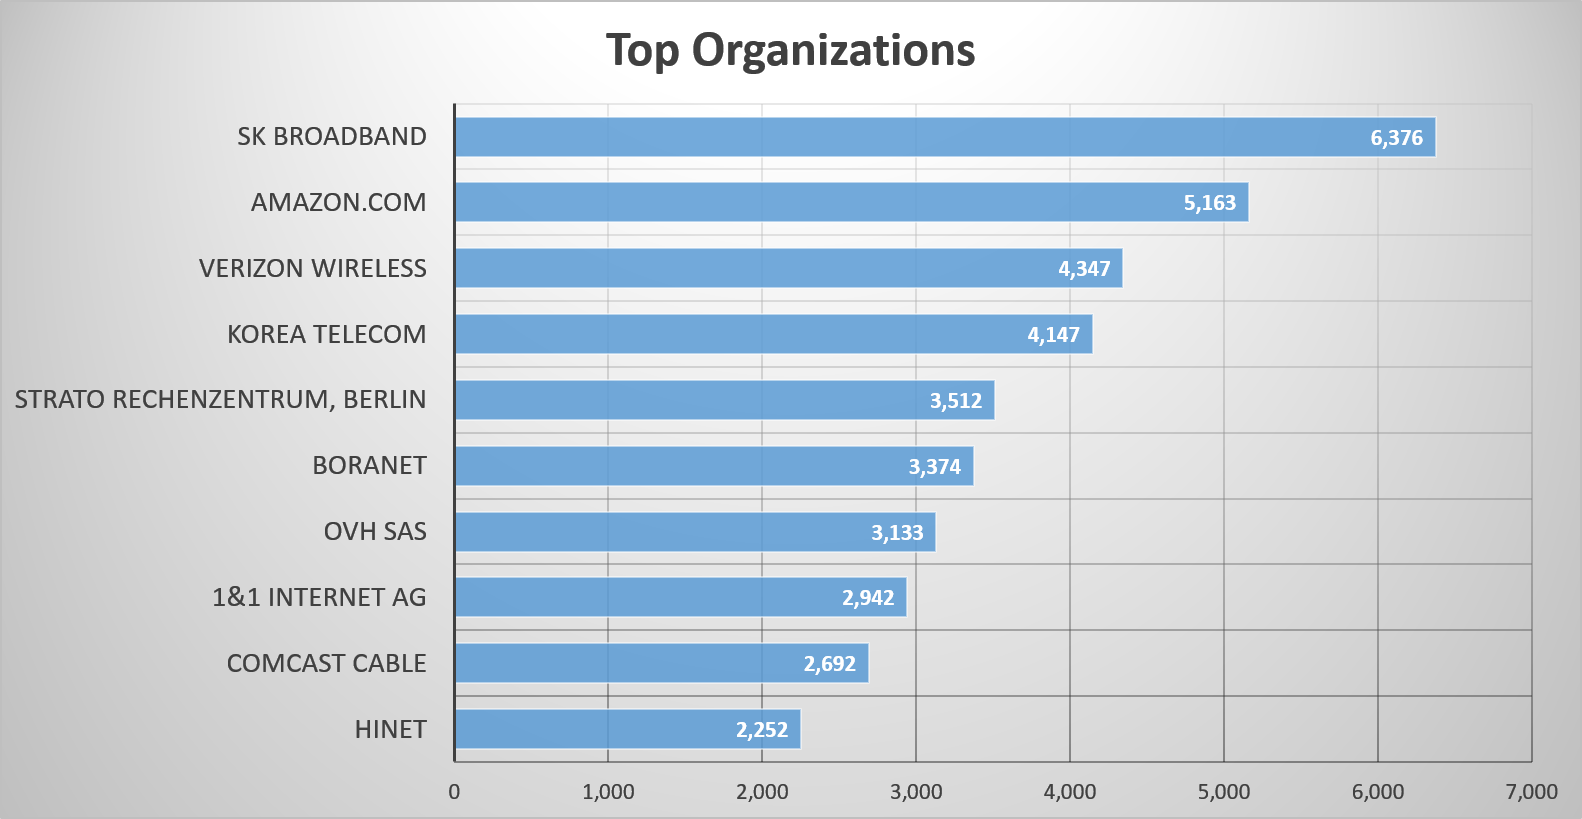 Top Organizations
SK BROADBAND 6,376
AMAZON.COM 5,163
VERIZON WIRELESS 4,347
KOREA TELECOM 4,147
STRATO RECHENZENTRUM, BERLIN 3,512
BORANET 3,374
OVH SAS 3,133
1&1 INTERNET AG 2,942
COMCAST CABLE 2,692
HINET 2,252
0 1,000 2,000 3,000 4,000 5,000 6,000 7,000